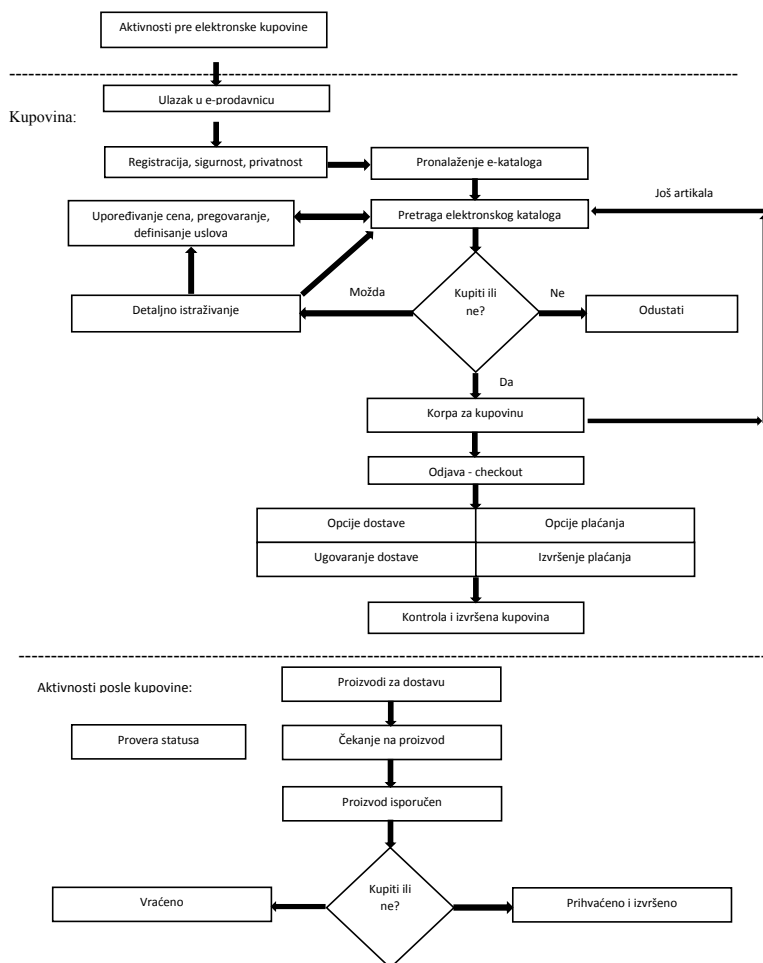 Aktivnosti pre elektronske kupovine
Ulazak u e-prodavnicu
Kupovina:
Registracija, sigurnost, privatnost
Pronalaženje e-kataloga
Još artikala
Upoređivanje cena, pregovaranje,
definisanje uslova
Pretraga elektronskog kataloga
Možda
Kupiti ili
ne?
Ne
Detaljno istraživanje
Odustati
Da
Korpa za kupovinu
Odjava - checkout
Opcije dostave
Opcije plaćanja
Ugovaranje dostave
Izvršenje plaćanja
Kontrola i izvršena kupovina
Aktivnosti posle kupovine:
Proizvodi za dostavu
Provera statusa
Čekanje na proizvod
Proizvod isporučen
Kupiti ili
ne?
Vraćeno
Prihvaćeno i izvršeno